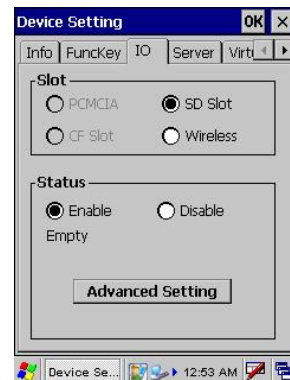 Device Setting OK ×
Info FuncKey IO Server Virt
Slot
PCMCIA SD Slot
CF Slot Wireless
Status
Enable Disable
Empty
Advanced Setting
Device Se... 12:53 AM